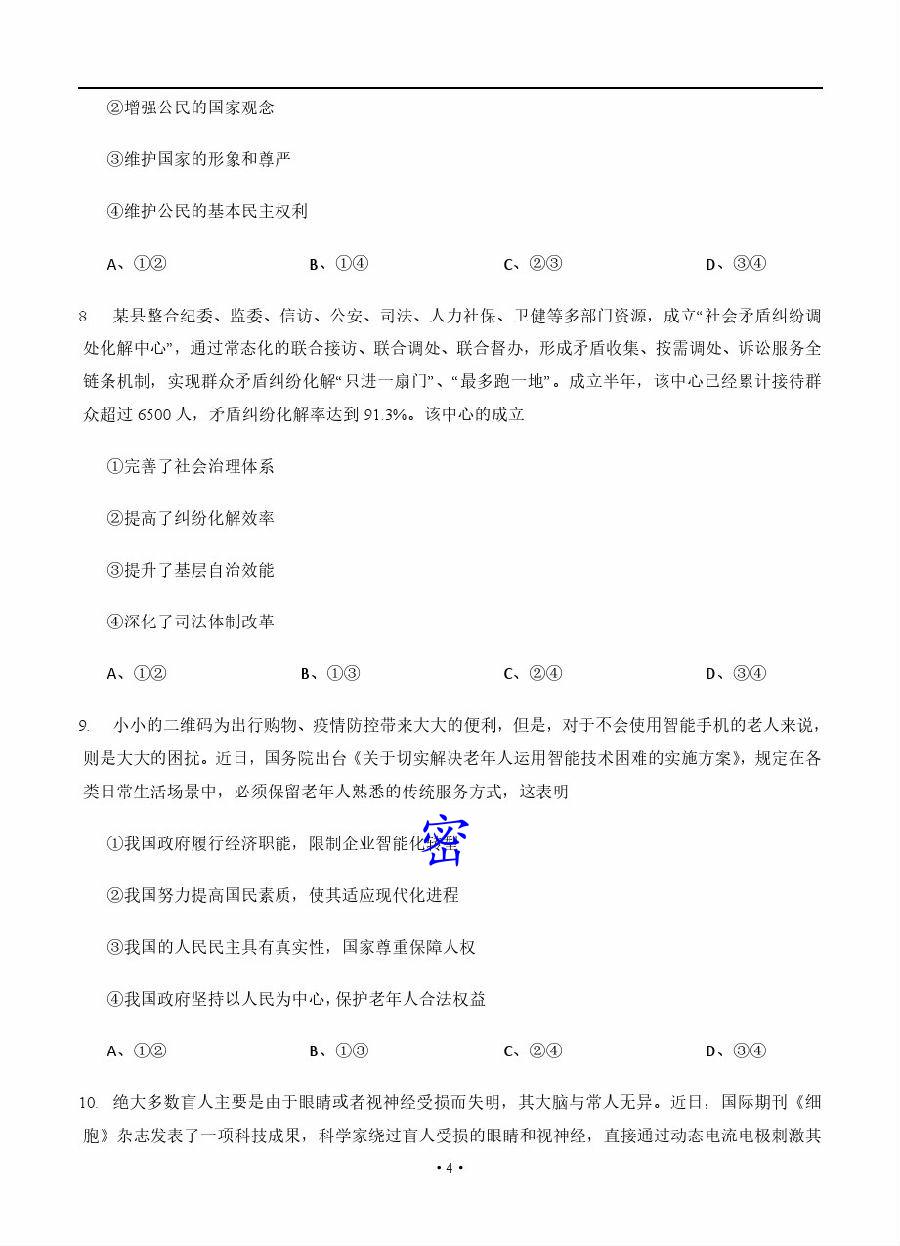 ②增强公民的国家观念
③维护国家的形象和尊严
④维护公民的基本民主权利
A、①② B、①④ C、②③ D、③④
8 某县整合纪委、监委、信访、公安、司法、人力社保、卫健等多部门资源，成立“社会矛盾纠纷调
处化解中心”，通过常态化的联合接访、联合调处、联合督办，形成矛盾收集、按需调处、诉讼服务全
链条机制，实现群众矛盾纠纷化解“只进一扇门”、“最多跑一地”。成立半年，该中心已经累计接待群
众超过 6500 人，矛盾纠纷化解率达到 91.3%。该中心的成立
①完善了社会治理体系
②提高了纠纷化解效率
③提升了基层自治效能
④深化了司法体制改革
A、①② B、①③ C、②④ D、③④
9. 小小的二维码为出行购物、疫情防控带来大大的便利，但是，对于不会使用智能手机的老人来说，
则是大大的困扰。近日，国务院出台《关于切实解决老年人运用智能技术困难的实施方案》，规定在各
类日常生活场景中，必须保留老年人熟悉的传统服务方式，这表明
①我国政府履行经济职能，限制企业智能化转型
密
②我国努力提高国民素质，使其适应现代化进程
③我国的人民民主具有真实性，国家尊重保障人权
④我国政府坚持以人民为中心，保护老年人合法权益
A、①② B、①③ C、②④ D、③④
10. 绝大多数盲人主要是由于眼睛或者视神经受损而失明，其大脑与常人无异。近日，国际期刊《细
胞》杂志发表了一项科技成果，科学家绕过盲人受损的眼睛和视神经，直接通过动态电流电极刺激其
•4•